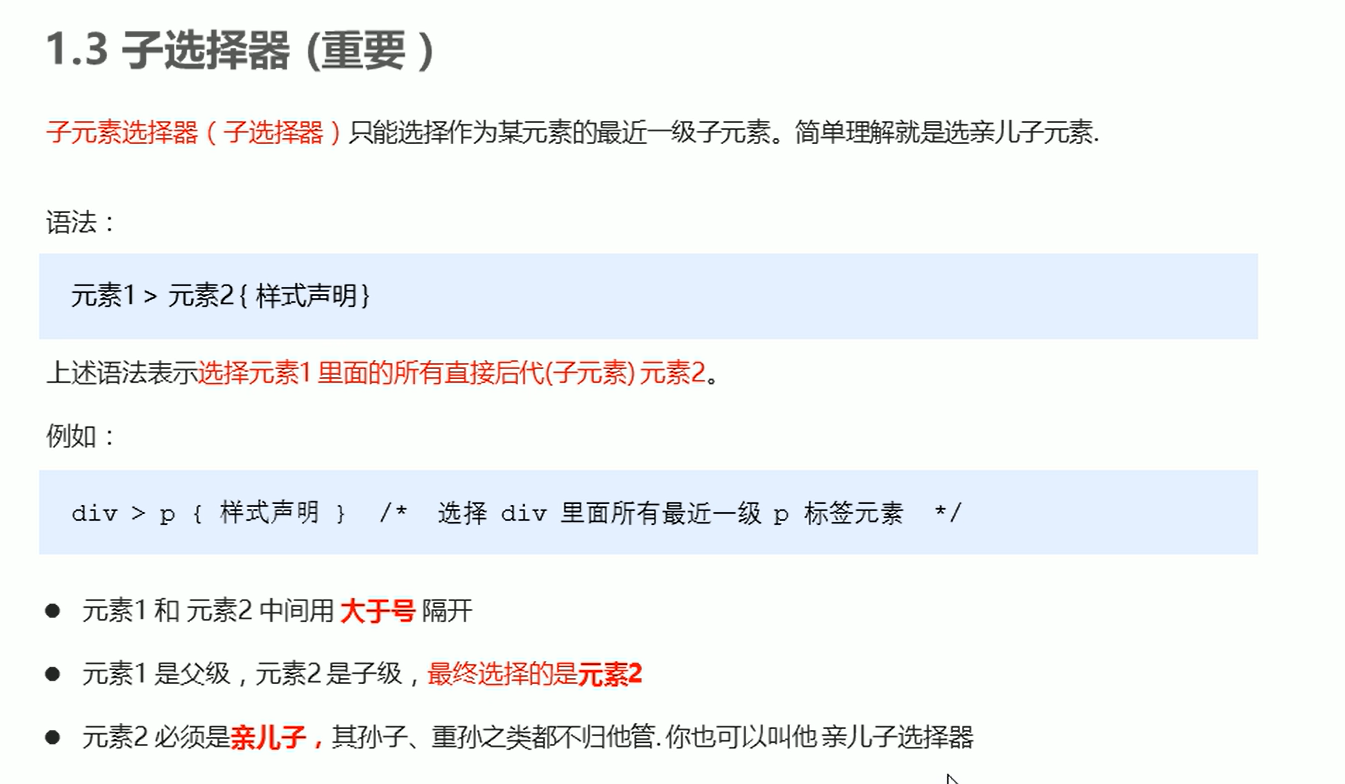 1.3 子选择器 (重要）
子元素选择器（子选择器）只能选择作为某元素的最近一级子元素。简单理解就是选亲儿子元素.
语法：
元素1 > 元素2 { 样式声明 }
上述语法表示选择元素1 里面的所有直接后代(子元素) 元素2。
例如：
div > p { 样式声明 } /* 选择 div 里面所有最近一级 p 标签元素 */
● 元素1 和 元素2 中间用 大于号 隔开
● 元素1 是父级，元素2 是子级，最终选择的是元素2
● 元素2 必须是亲儿子，其孙子、重孙之类都不归他管. 你也可以叫他 亲儿子选择器